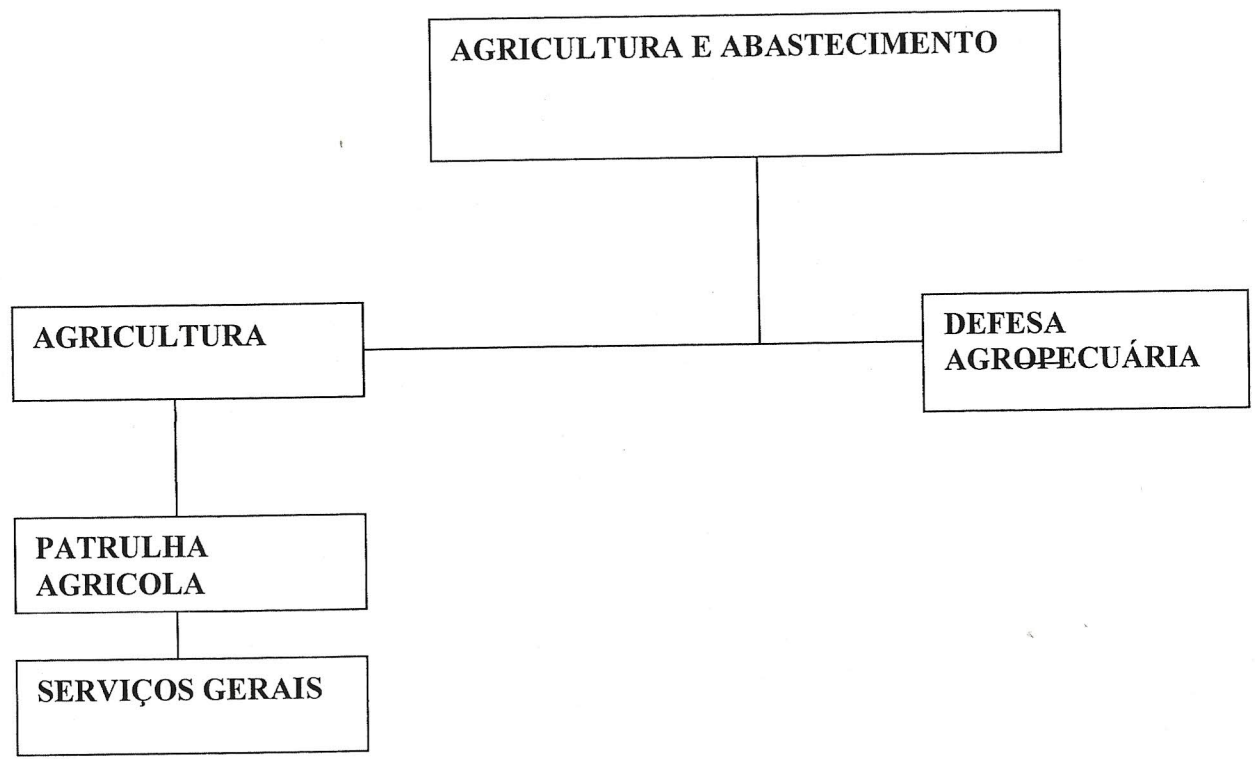 AGRICULTURA E ABASTECIMENTO
AGRICULTURA
DEFESA
AGROPECUÁRIA
PATRULHA
AGRICOLA
SERVIÇOS GERAIS